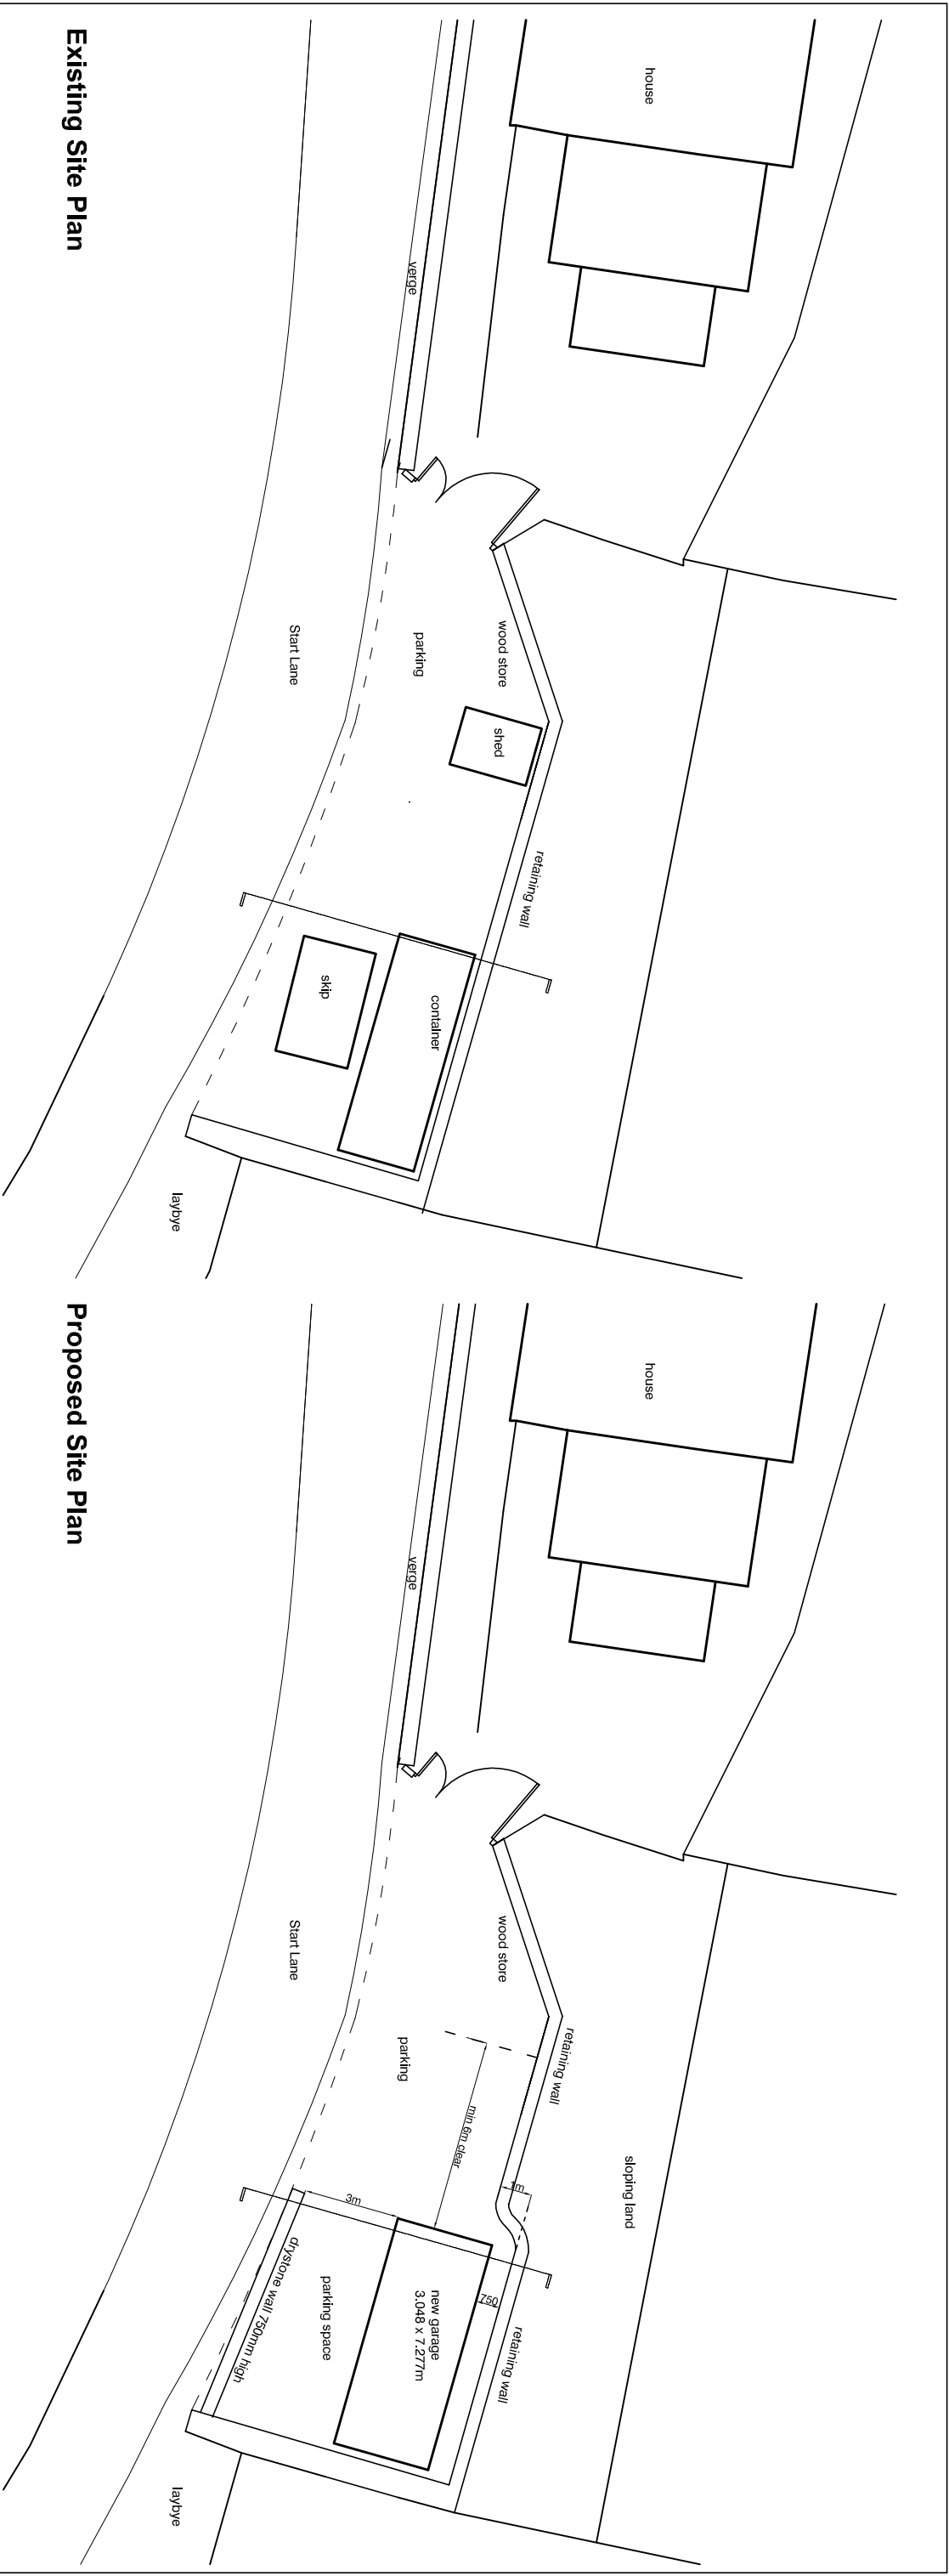 Existing Site Plan
house
verge
Start Lane
parking
wood store
shed
retaining wall
skip
container
laybye
Proposed Site Plan
house
verge
Start Lane
wood store
parking
retaining wall
min 6m clear
sloping land
1m
3m
drystone wall 750mm high
parking space
new garage
3.048 x 7.277m
750
retaining wall
laybye